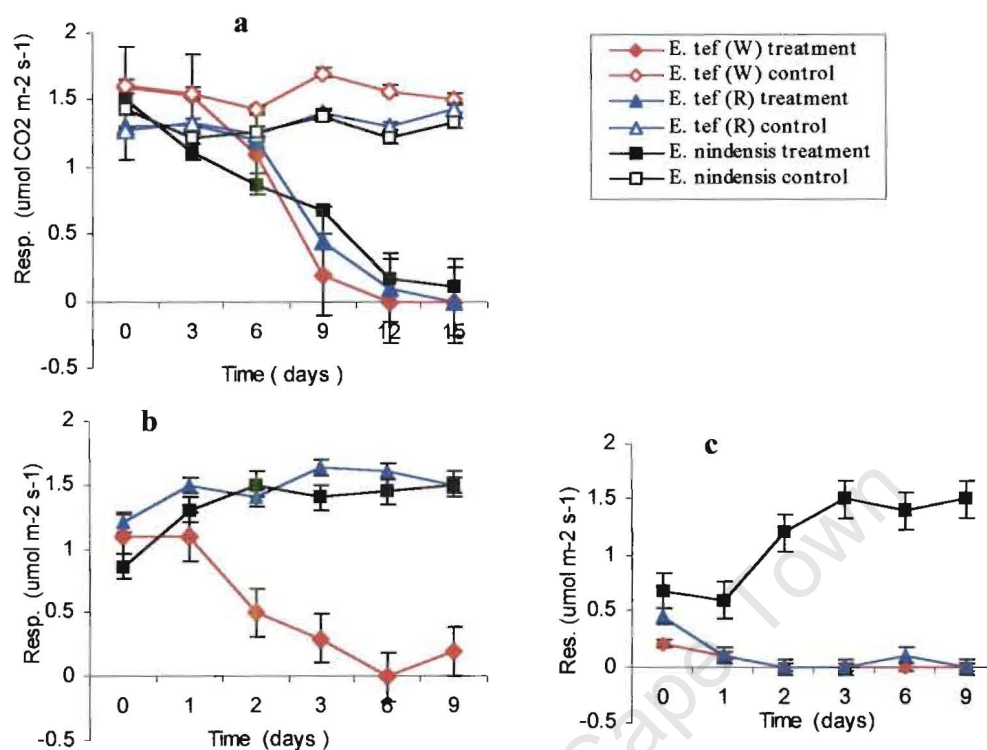 a
2
1.5
1
0.5
0
-0.5
Resp. (umol CO2 m-2 s-1)
0 3 6 9 12 15
Time ( days )
E. tef (W) treatment
E. tef (W) control
E. tef (R) treatment
E. tef (R) control
E. nindensis treatment
E. nindensis control
b
2
1.5
1
0.5
0
-0.5
Resp. (umol m-2 s-1)
0 1 2 3 6 9
Time (days)
c
2
1.5
1
0.5
0
-0.5
Res. (umol m-2 s-1)
0 1 2 3 6 9
Time (days)
Cape Town